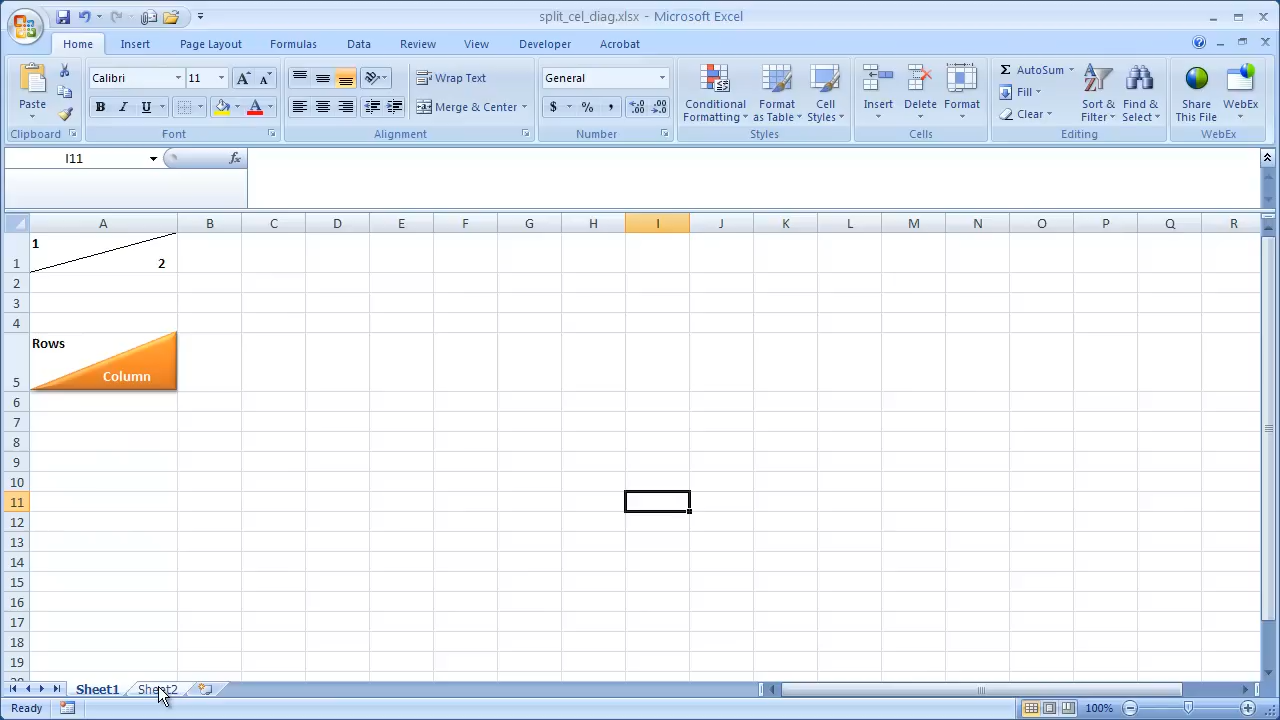 split_cel_diag.xlsx - Microsoft Excel
Home Insert Page Layout Formulas Data Review View Developer Acrobat
Calibri 11 A A Wrap Text General Σ AutoSum
Paste B I U A Merge & Center $ % , Conditional Formatting Format as Table Cell Styles Insert Delete Format Fill Sort & Filter Find & Select Share This File WebEx
Clear
Clipboard Font Alignment Number Styles Cells Editing WebEx
I11 fx
A B C D E F G H I J K L M N O P Q R
1
1 2
2
3
4
Rows
5 Column
6
7
8
9
10
11
12
13
14
15
16
17
18
19
Sheet1 Sheet2
Ready 100%